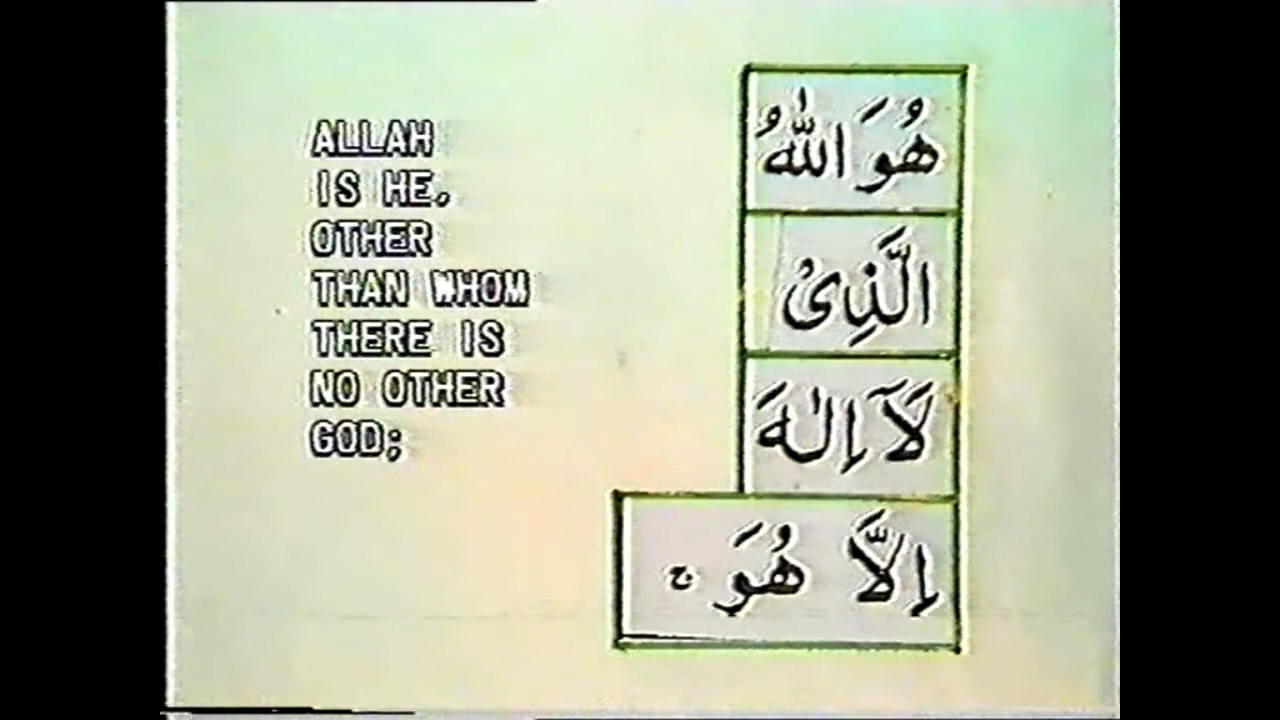 ALLAH
IS HE,
OTHER
THAN WHOM
THERE IS
NO OTHER
GOD;
هُوَ اللّٰهُ
الَّذِىْ
لَآ اِلٰهَ
اِلَّا هُوَ ۚ